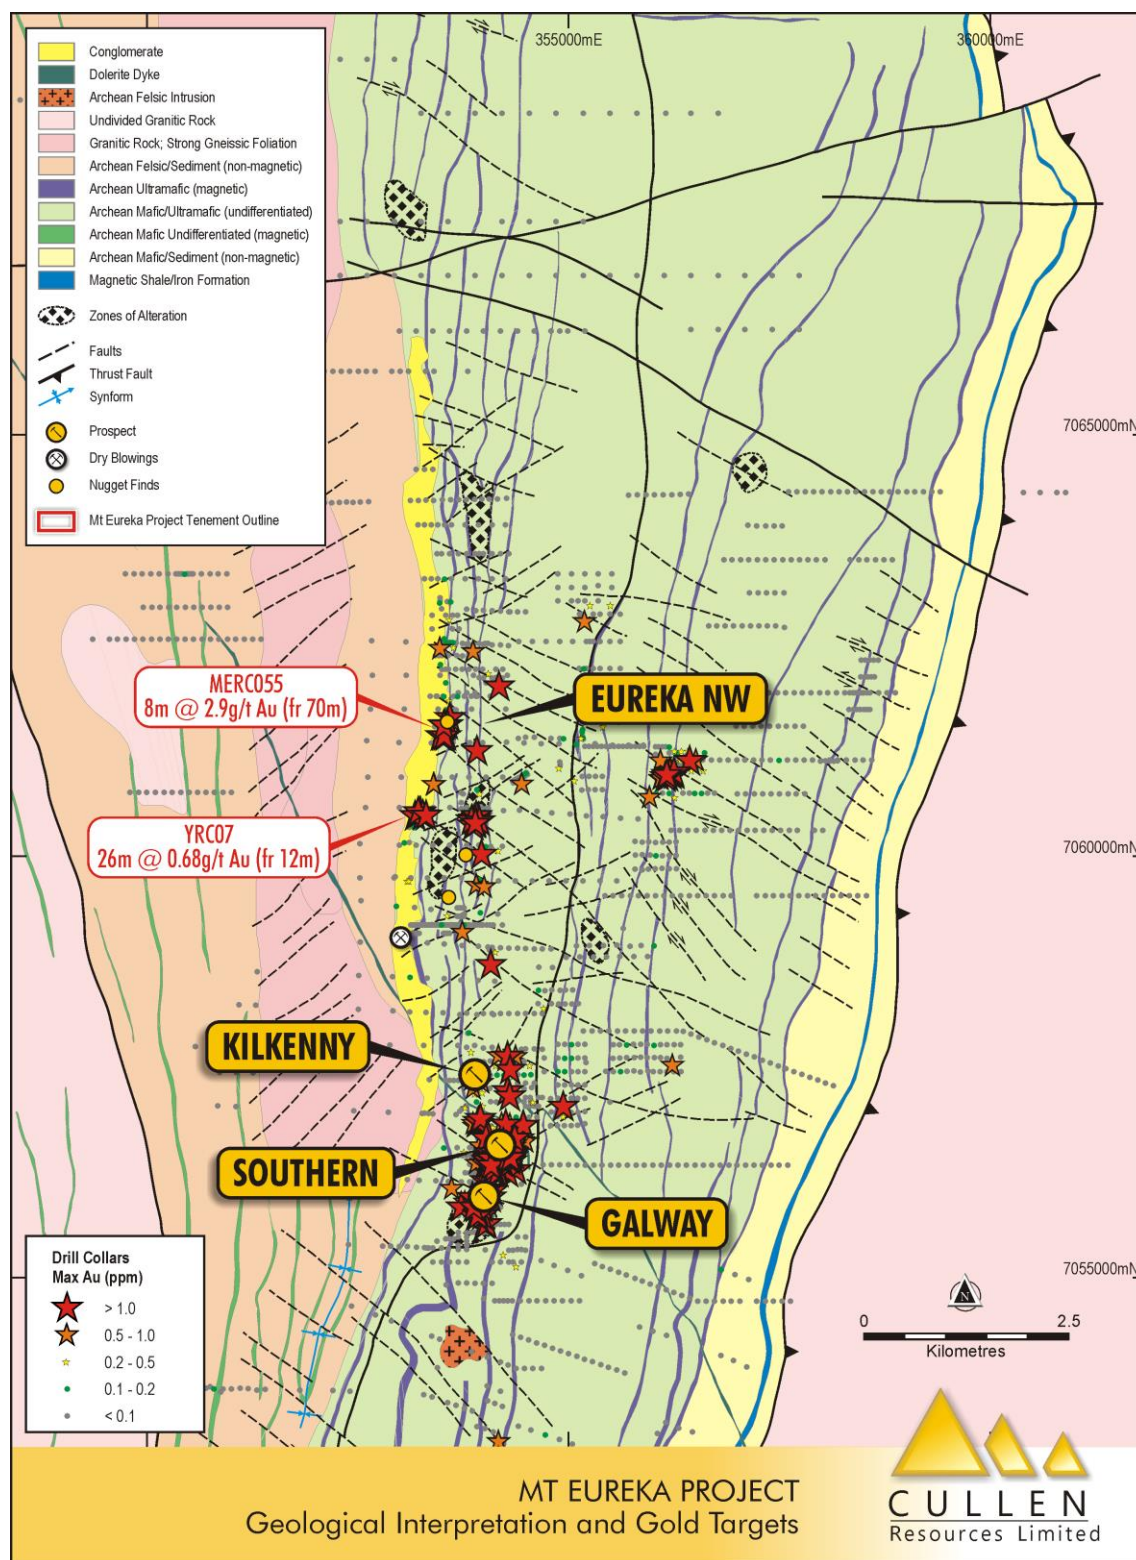 355000mE
360000mE
Conglomerate
Dolerite Dyke
Archean Felsic Intrusion
Undivided Granitic Rock
Granitic Rock; Strong Gneissic Foliation
Archean Felsic/Sediment (non-magnetic)
Archean Ultramafic (magnetic)
Archean Mafic/Ultramafic (undifferentiated)
Archean Mafic Undifferentiated (magnetic)
Archean Mafic/Sediment (non-magnetic)
Magnetic Shale/Iron Formation
Zones of Alteration
Faults
Thrust Fault
Synform
Prospect
Dry Blowings
Nugget Finds
Mt Eureka Project Tenement Outline
7065000mN
MERC055
8m @ 2.9g/t Au (fr 70m)
EUREKA NW
YRC07
26m @ 0.68g/t Au (fr 12m)
7060000mN
KILKENNY
SOUTHERN
GALWAY
7055000mN
Drill Collars
Max Au (ppm)
> 1.0
0.5 - 1.0
0.2 - 0.5
0.1 - 0.2
< 0.1
N
0 2.5
Kilometres
MT EUREKA PROJECT
Geological Interpretation and Gold Targets
CULLEN
Resources Limited